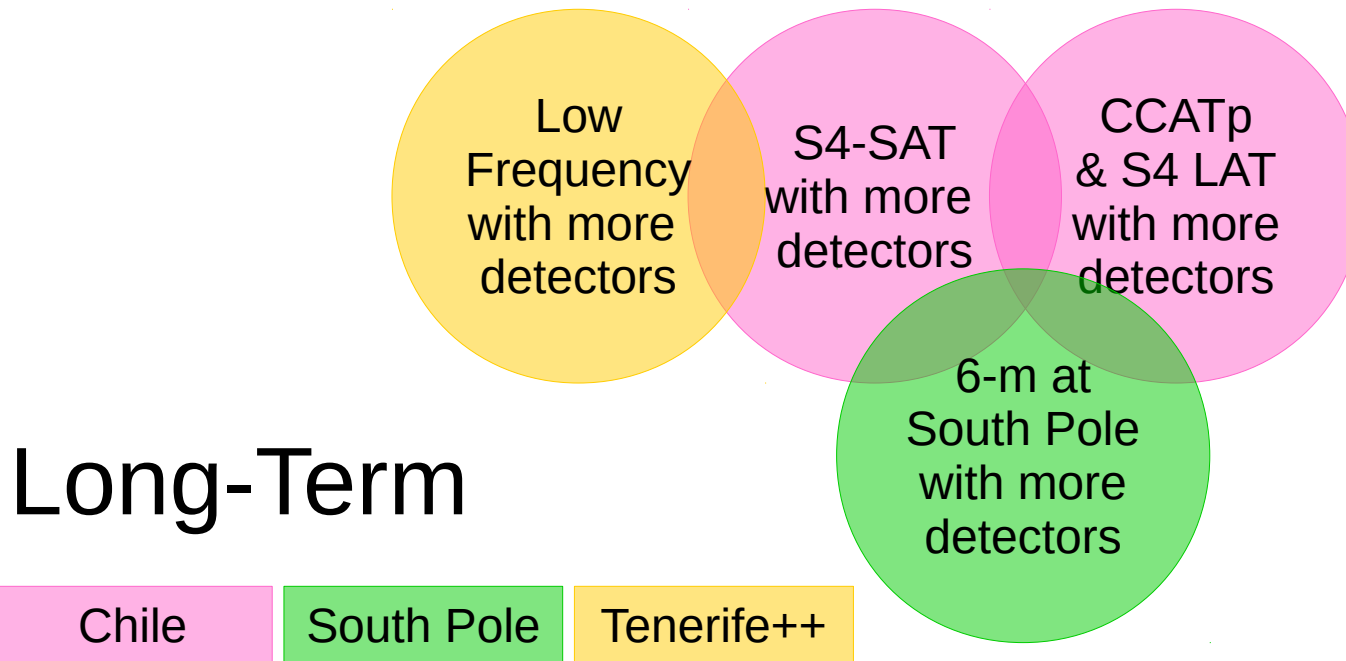 Low
Frequency
with more
detectors
S4-SAT
with more
detectors
CCATp
& S4 LAT
with more
detectors
6-m at
South Pole
with more
detectors
Long-Term
Chile
South Pole
Tenerife++